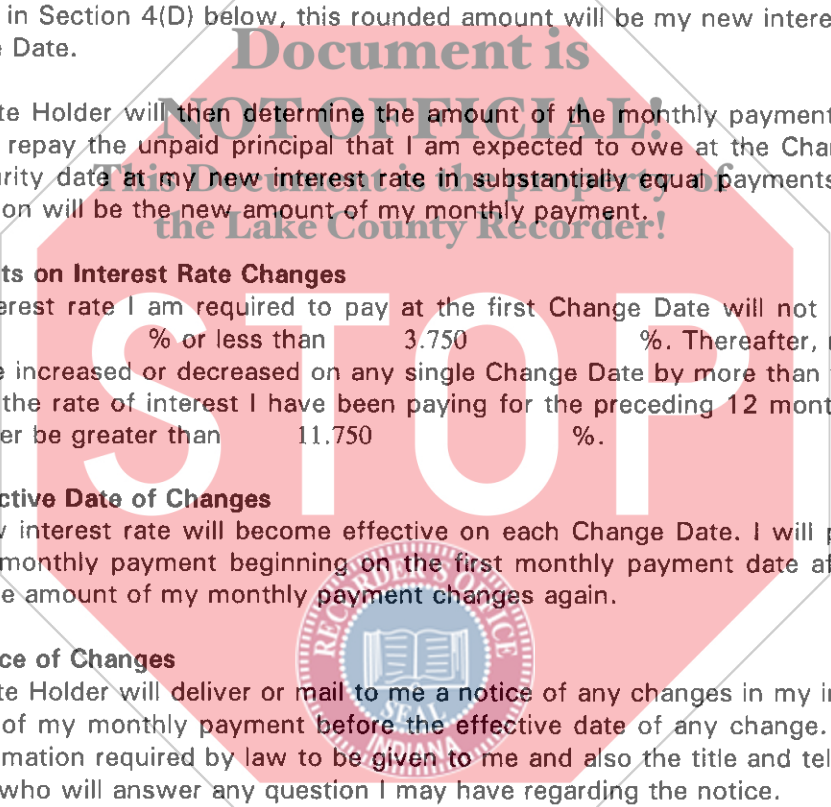 in Section 4(D) below, this rounded amount will be my new intere
Date.
Document is
NOT OFFICIAL!
This Document is the property of
the Lake County Recorder!
te Holder will then determine the amount of the monthly payment
repay the unpaid principal that I am expected to owe at the Cha
urity date at my new interest rate in substantially equal payments
on will be the new amount of my monthly payment.
ts on Interest Rate Changes
erest rate I am required to pay at the first Change Date will not
% or less than 3.750 %. Thereafter,
e increased or decreased on any single Change Date by more than
the rate of interest I have been paying for the preceding 12 mont
er be greater than 11.750 %.
STOP
ctive Date of Changes
interest rate will become effective on each Change Date. I will p
monthly payment beginning on the first monthly payment date af
e amount of my monthly payment changes again.
RECORDER'S OFFICE
SEAL
INDIANA
ce of Changes
te Holder will deliver or mail to me a notice of any changes in my i
of my monthly payment before the effective date of any change.
mation required by law to be given to me and also the title and tel
who will answer any question I may have regarding the notice.